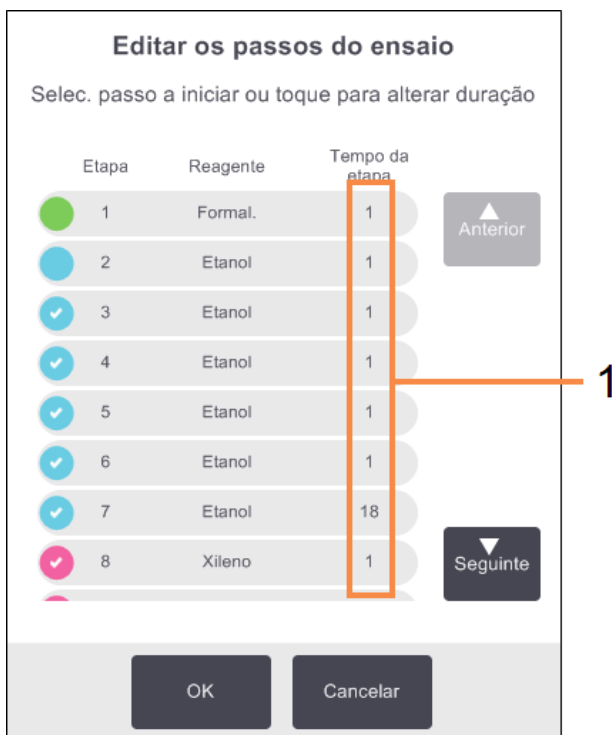 Editar os passos do ensaio
Selec. passo a iniciar ou toque para alterar duração
Etapa Reagente Tempo da etapa
1 Formal. 1
Anterior
2 Etanol 1
3 Etanol 1
4 Etanol 1
1
5 Etanol 1
6 Etanol 1
7 Etanol 18
8 Xileno 1
Seguinte
OK Cancelar